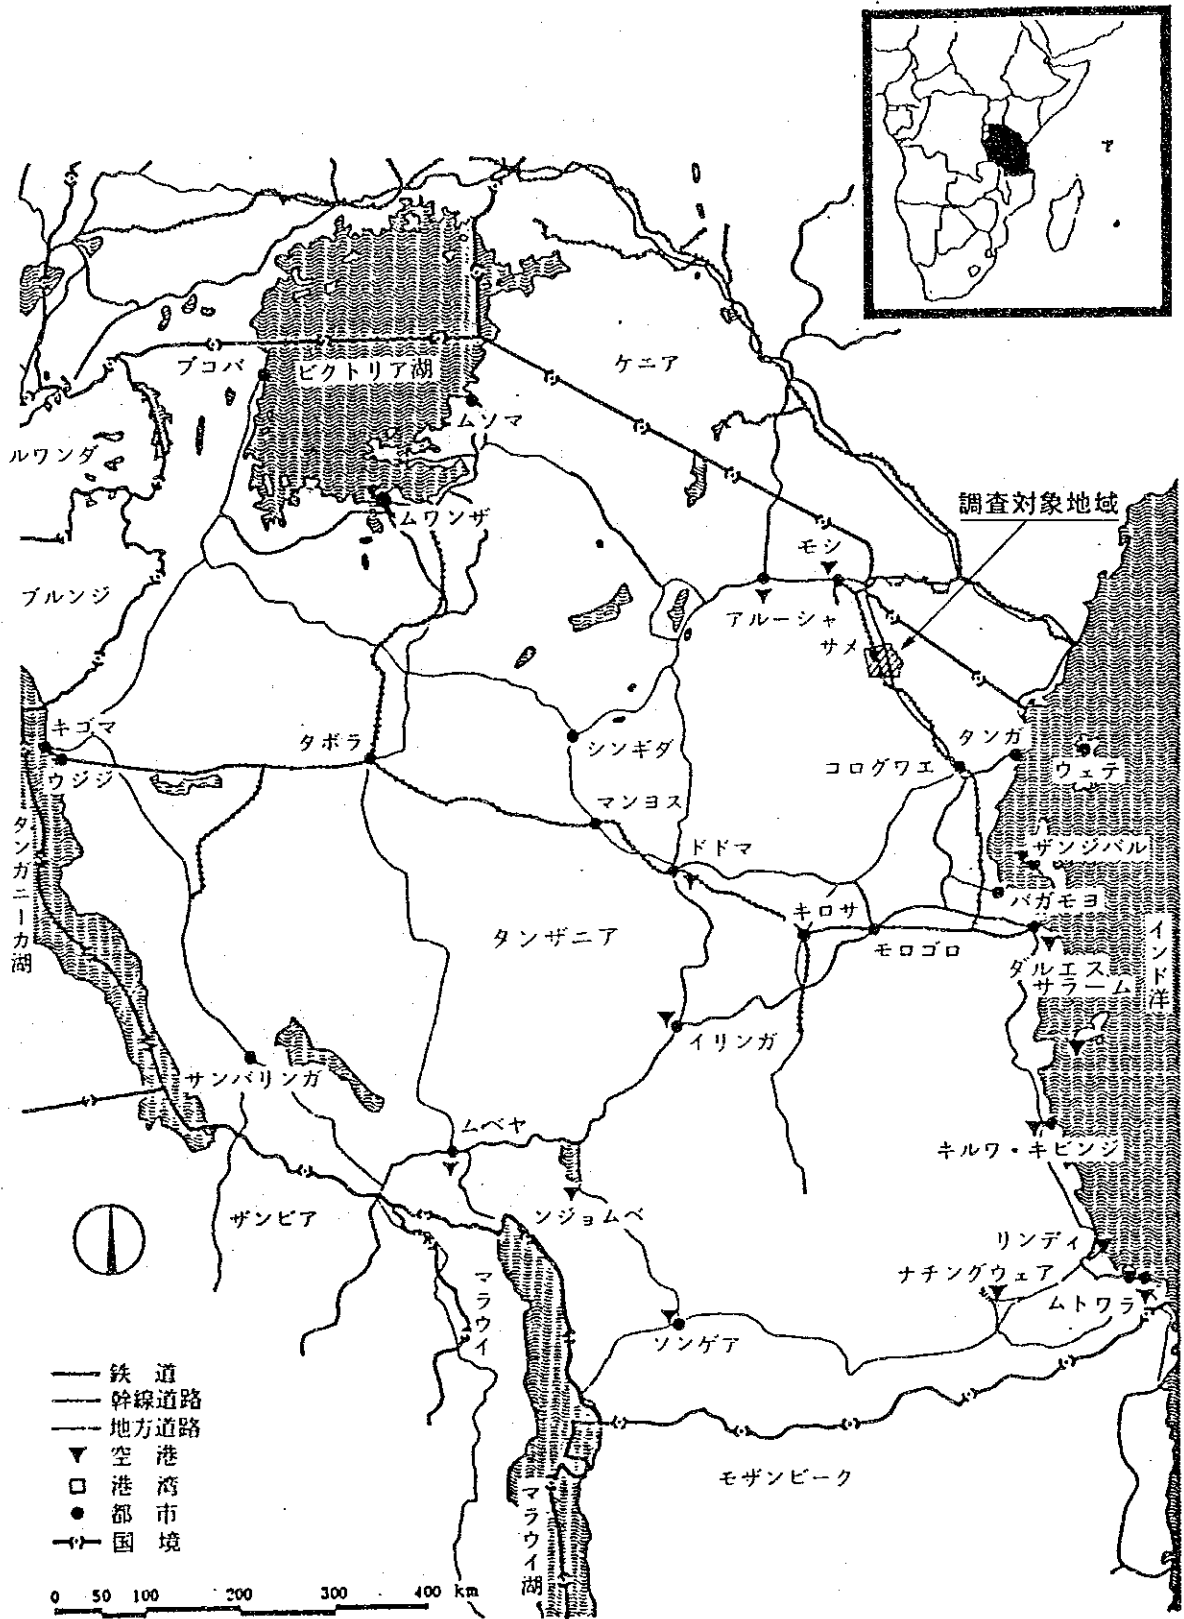 ケニア
ブコバ
ビクトリア湖
ムソマ
ルワンダ
ムワンザ
調査対象地域
モシ
ブルンジ
アルーシャ
サメ
キゴマ
ウジジ
タボラ
シンギダ
タンガ
コログワエ
ウェテ
マンヨス
ドドマ
ザンジバル
タンガニーカ湖
キロサ
バガモヨ
タンザニア
モロゴロ
インド洋
ダルエス
サラーム
イリンガ
サンバリンガ
ムベヤ
キルワ・キビンジ
ザンビア
ンジョムベ
リンディ
ナチングウェア
マラウイ
ムトワラ
ソンゲア
鉄道
幹線道路
地方道路
空港
港湾
都市
国境
モザンビーク
マラウイ湖
0 50 100 200 300 400 km